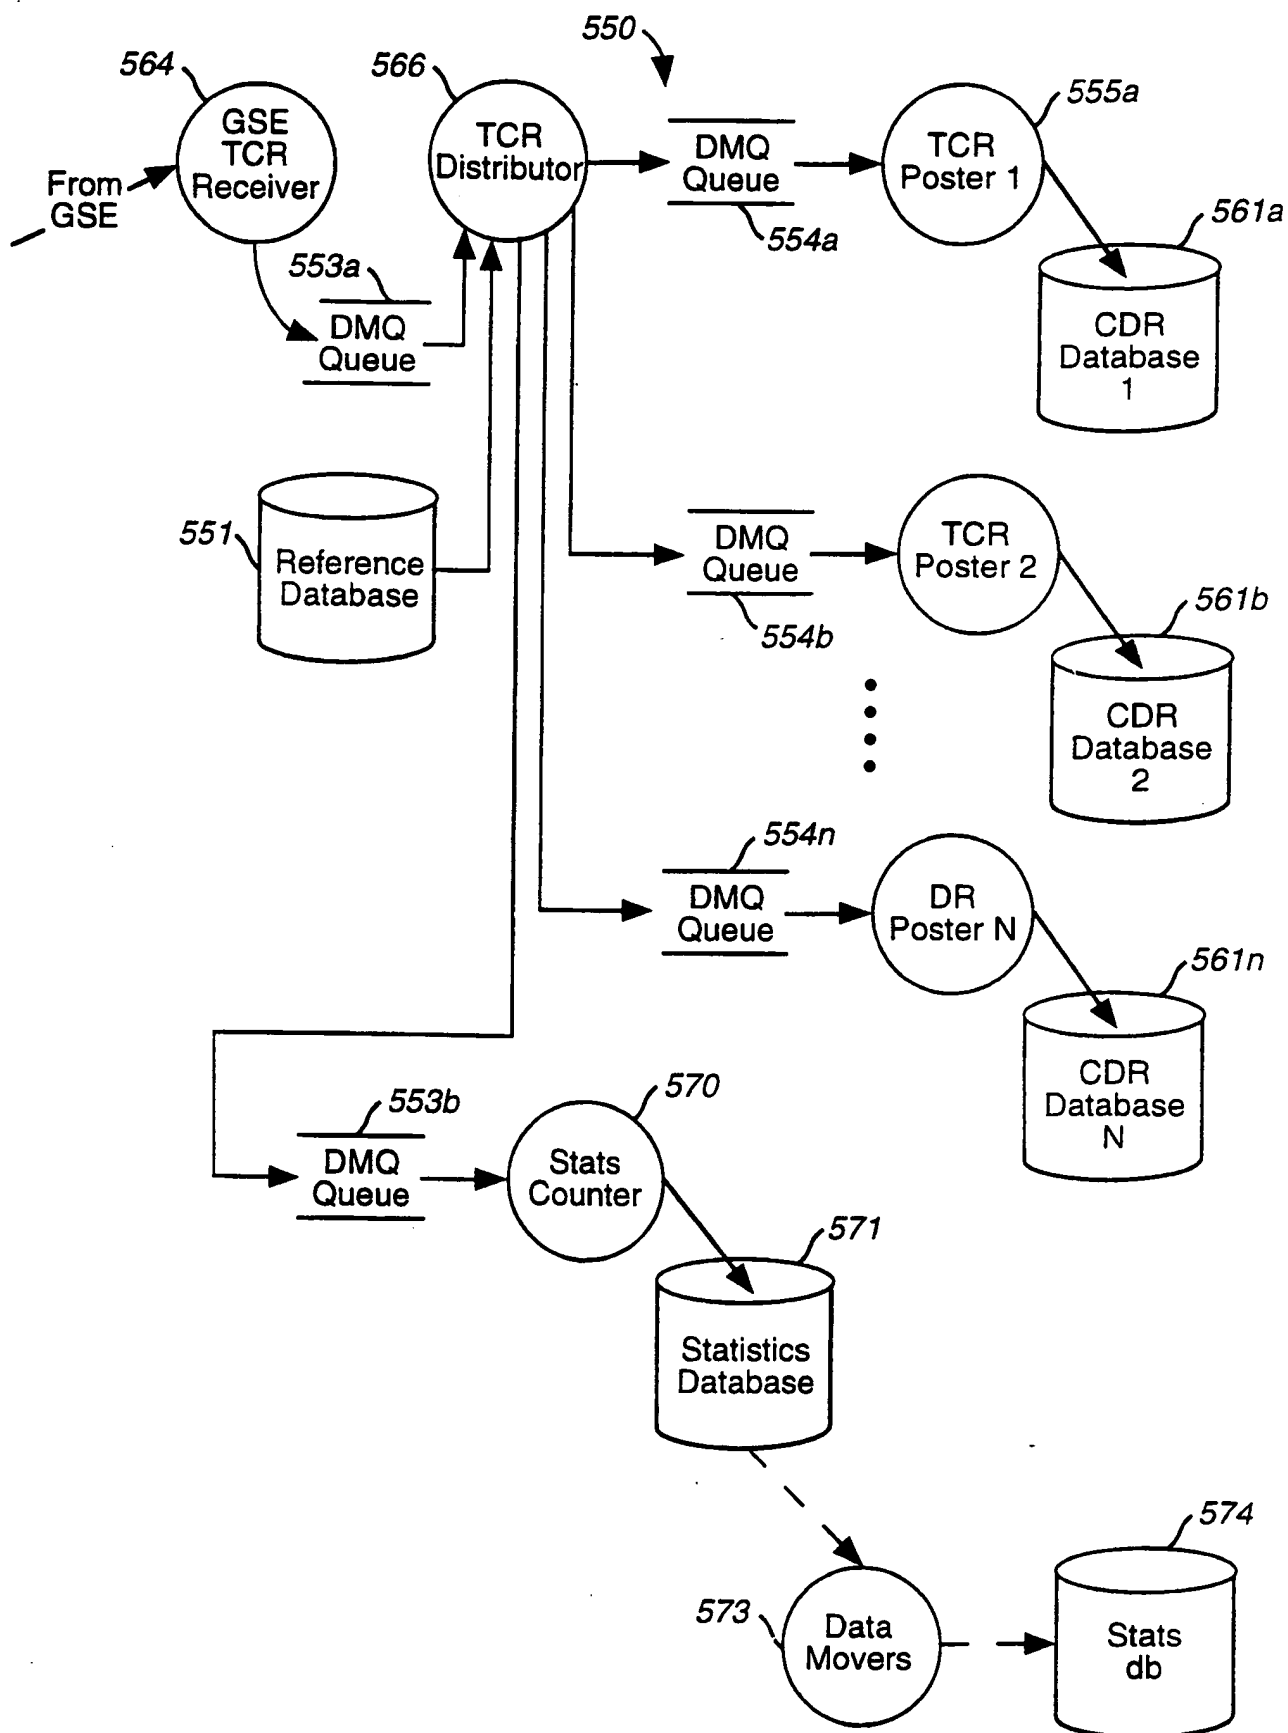 550
564
566
555a
GSE
TCR
Receiver
TCR
Distributor
DMQ
Queue
TCR
Poster 1
From
GSE
554a
561a
553a
DMQ
Queue
CDR
Database
1
551
Reference
Database
DMQ
Queue
TCR
Poster 2
554b
561b
CDR
Database
2
554n
DMQ
Queue
DR
Poster N
561n
CDR
Database
N
553b
570
DMQ
Queue
Stats
Counter
571
Statistics
Database
574
573
Data
Movers
Stats
db